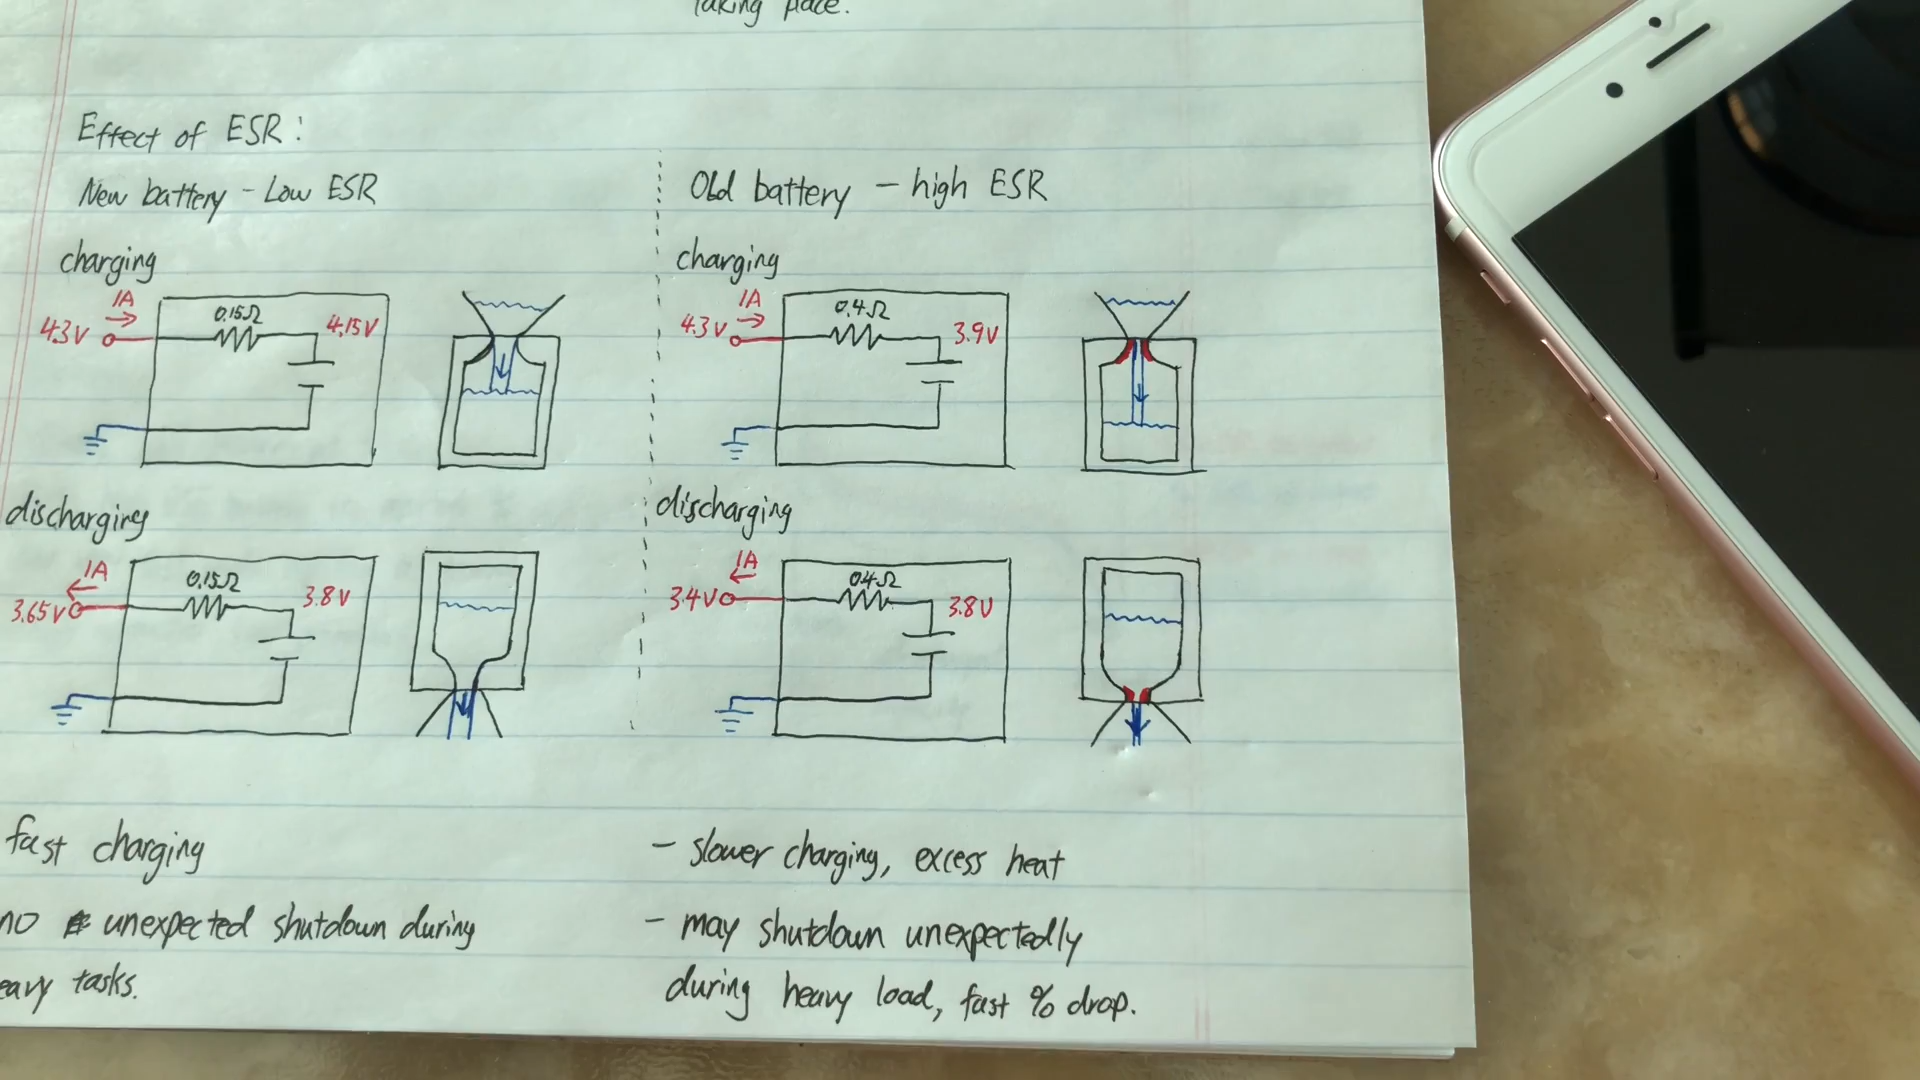 taking place.
Effect of ESR:
New battery - Low ESR
charging
1A
4.3V
0.15Ω
4.15V
discharging
1A
3.65V
0.15Ω
3.8V
fast charging
no unexpected shutdown during
eavy tasks.
Old battery - high ESR
charging
1A
4.3V
0.4Ω
3.9V
discharging
1A
3.4V
0.4Ω
3.8V
- slower charging, excess heat
- may shutdown unexpectedly
during heavy load, fast % drop.